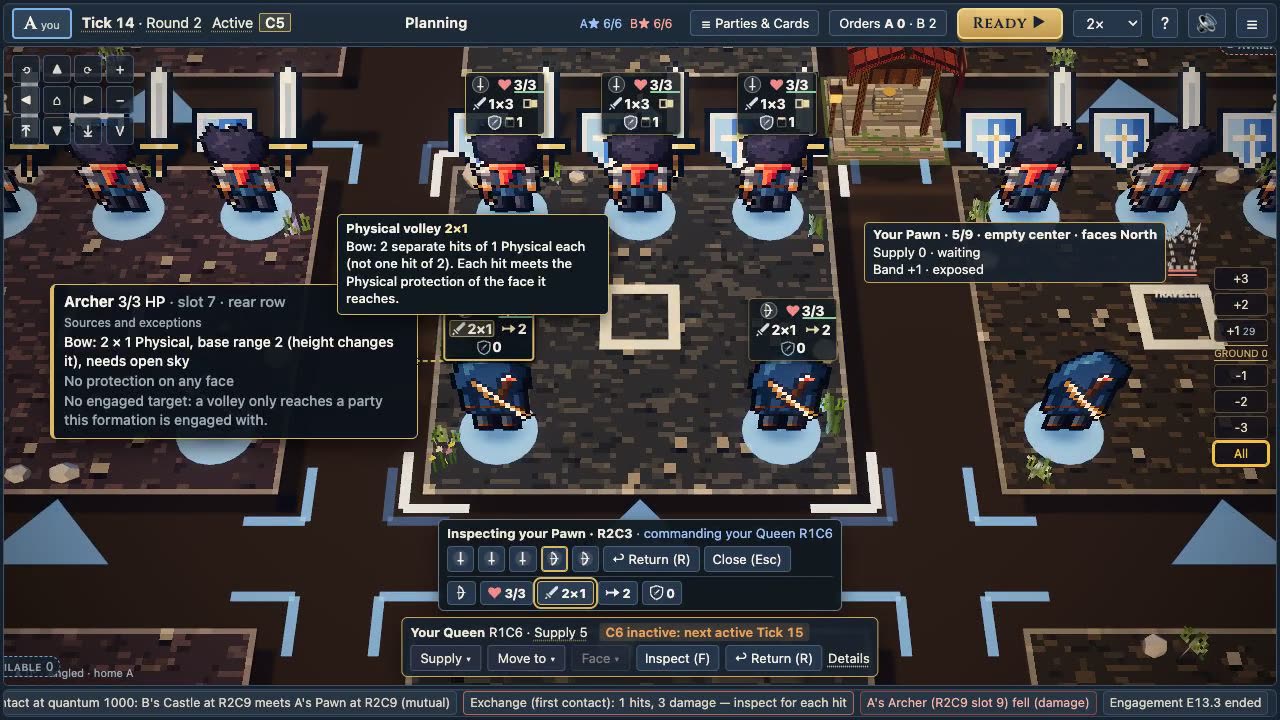 A you
Tick 14 · Round 2 Active C5
Planning
A★ 6/6 B★ 6/6
≡ Parties & Cards
Orders A 0 · B 2
READY ▶
2×
?
≡
V
3/3
1×3
1
3/3
1×3
1
3/3
1×3
1
Physical volley 2×1
Bow: 2 separate hits of 1 Physical each
(not one hit of 2). Each hit meets the
Physical protection of the face it
reaches.
Your Pawn · 5/9 · empty center · faces North
Supply 0 · waiting
Band +1 · exposed
Archer 3/3 HP · slot 7 · rear row
Sources and exceptions
Bow: 2 × 1 Physical, base range 2 (height changes
it), needs open sky
No protection on any face
No engaged target: a volley only reaches a party
this formation is engaged with.
2×1 2
0
3/3
2×1 2
0
+3
+2
+1 29
GROUND 0
-1
-2
-3
All
Inspecting your Pawn · R2C3 · commanding your Queen R1C6
↩ Return (R)
Close (Esc)
3/3
2×1
2
0
Your Queen R1C6 · Supply 5 C6 inactive: next active Tick 15
Supply ▾
Move to ▾
Face ▾
Inspect (F)
↩ Return (R)
Details
ILABLE 0
ngled · home A
ntact at quantum 1000: B's Castle at R2C9 meets A's Pawn at R2C9 (mutual)
Exchange (first contact): 1 hits, 3 damage — inspect for each hit
A's Archer (R2C9 slot 9) fell (damage)
Engagement E13.3 ended